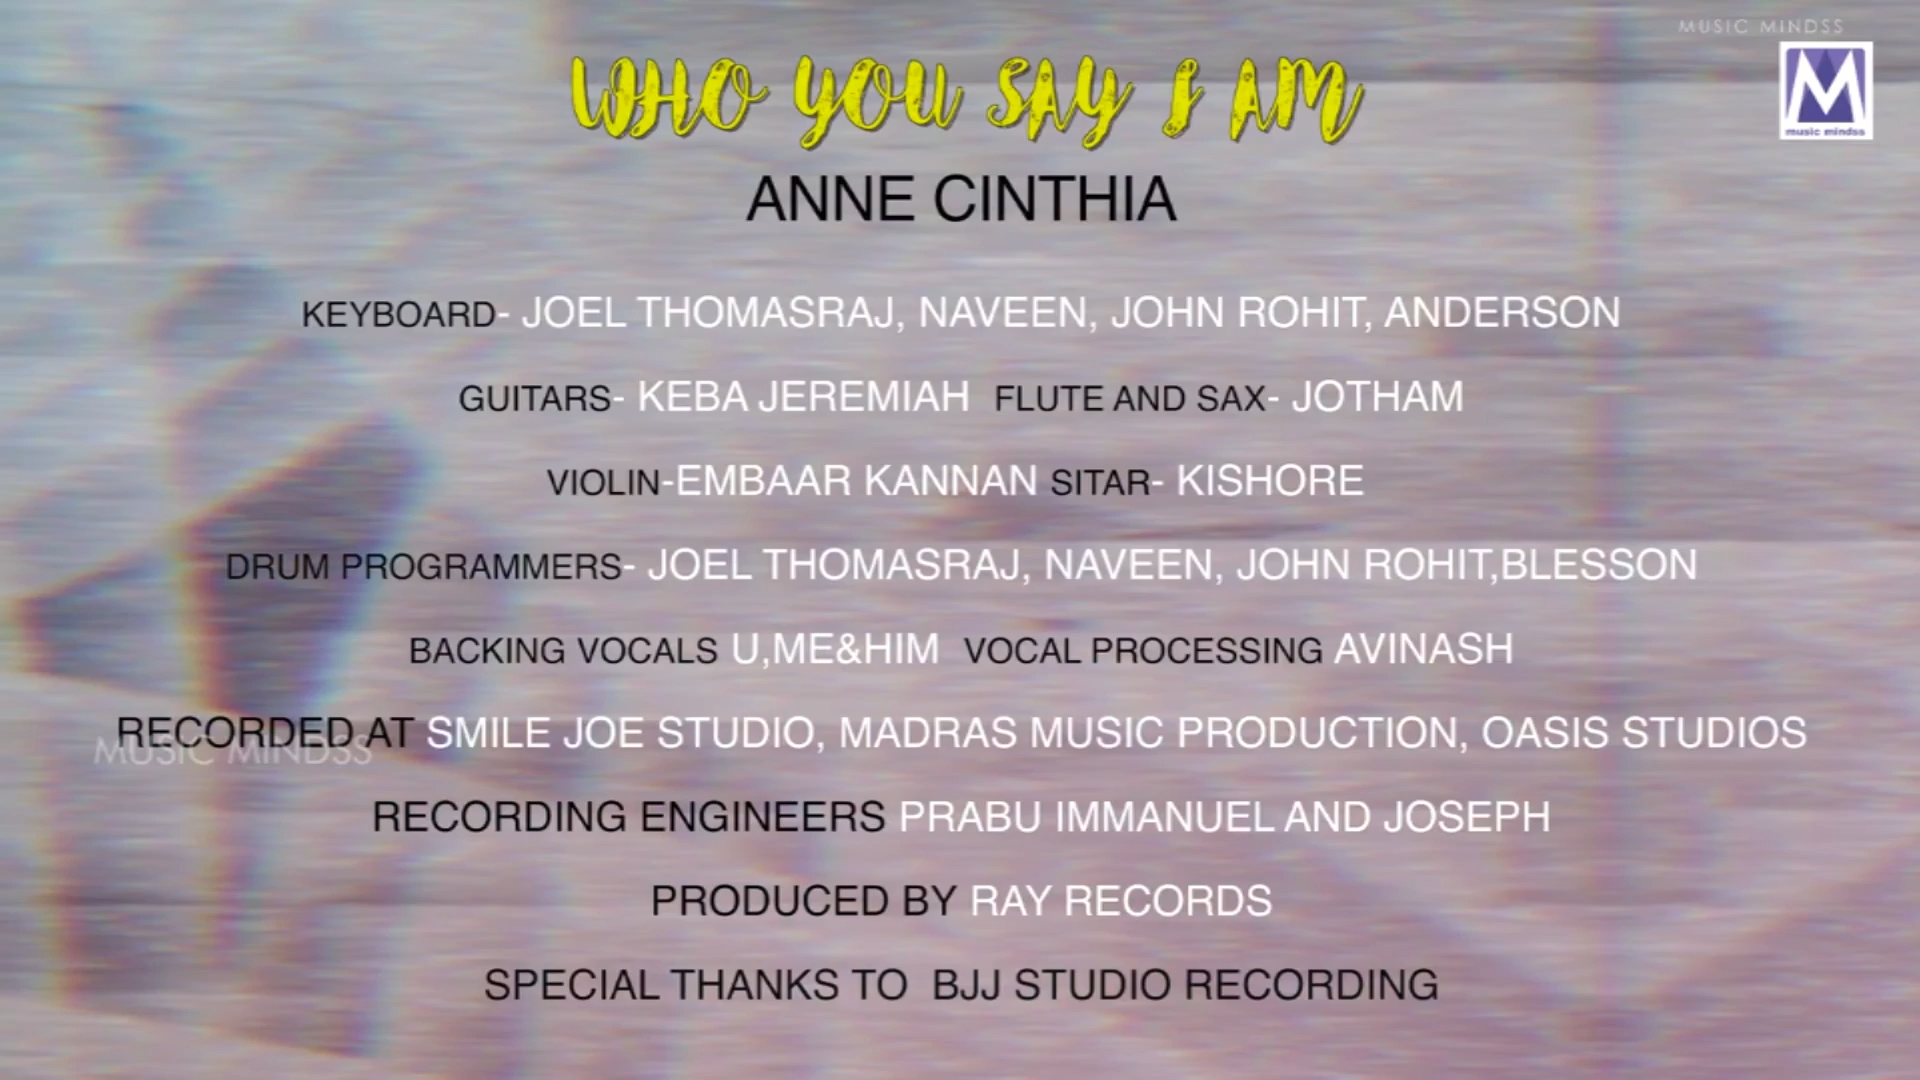 MUSIC MINDSS
WHO YOU SAY I AM
music mindss
ANNE CINTHIA
KEYBOARD- JOEL THOMASRAJ, NAVEEN, JOHN ROHIT, ANDERSON
GUITARS- KEBA JEREMIAH FLUTE AND SAX- JOTHAM
VIOLIN-EMBAAR KANNAN SITAR- KISHORE
DRUM PROGRAMMERS- JOEL THOMASRAJ, NAVEEN, JOHN ROHIT,BLESSON
BACKING VOCALS U,ME&HIM VOCAL PROCESSING AVINASH
RECORDED AT SMILE JOE STUDIO, MADRAS MUSIC PRODUCTION, OASIS STUDIOS
MUSIC MINDSS
RECORDING ENGINEERS PRABU IMMANUEL AND JOSEPH
PRODUCED BY RAY RECORDS
SPECIAL THANKS TO BJJ STUDIO RECORDING